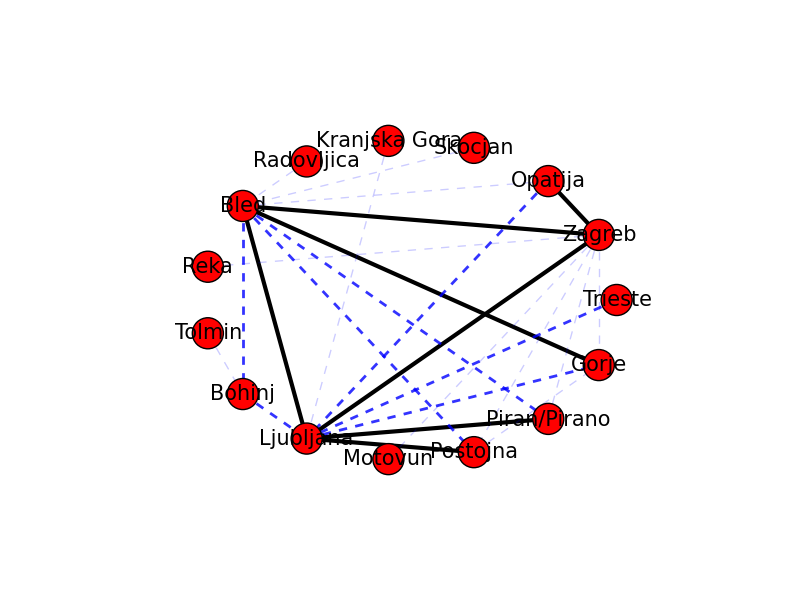 Kranjska Gora
Skocjan
Radovljica
Opatija
Bled
Zagreb
Reka
Trieste
Tolmin
Gorje
Bohinj
Piran/Pirano
Ljubljana
Postojna
Motovun